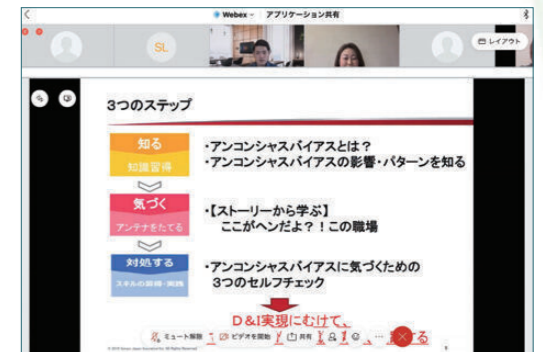 Webex - アプリケーション共有
SL
レイアウト
3つのステップ
知る
知識習得
・アンコンシャスバイアスとは？
・アンコンシャスバイアスの影響・パターンを知る
気づく
アンテナをたてる
・【ストーリーから学ぶ】
ここがヘンだよ？！この職場
対処する
スキルの習得・実践
・アンコンシャスバイアスに気づくための
3つのセルフチェック
D&I実現にむけて、
ミュート解除
ビデオを開始
共有
する